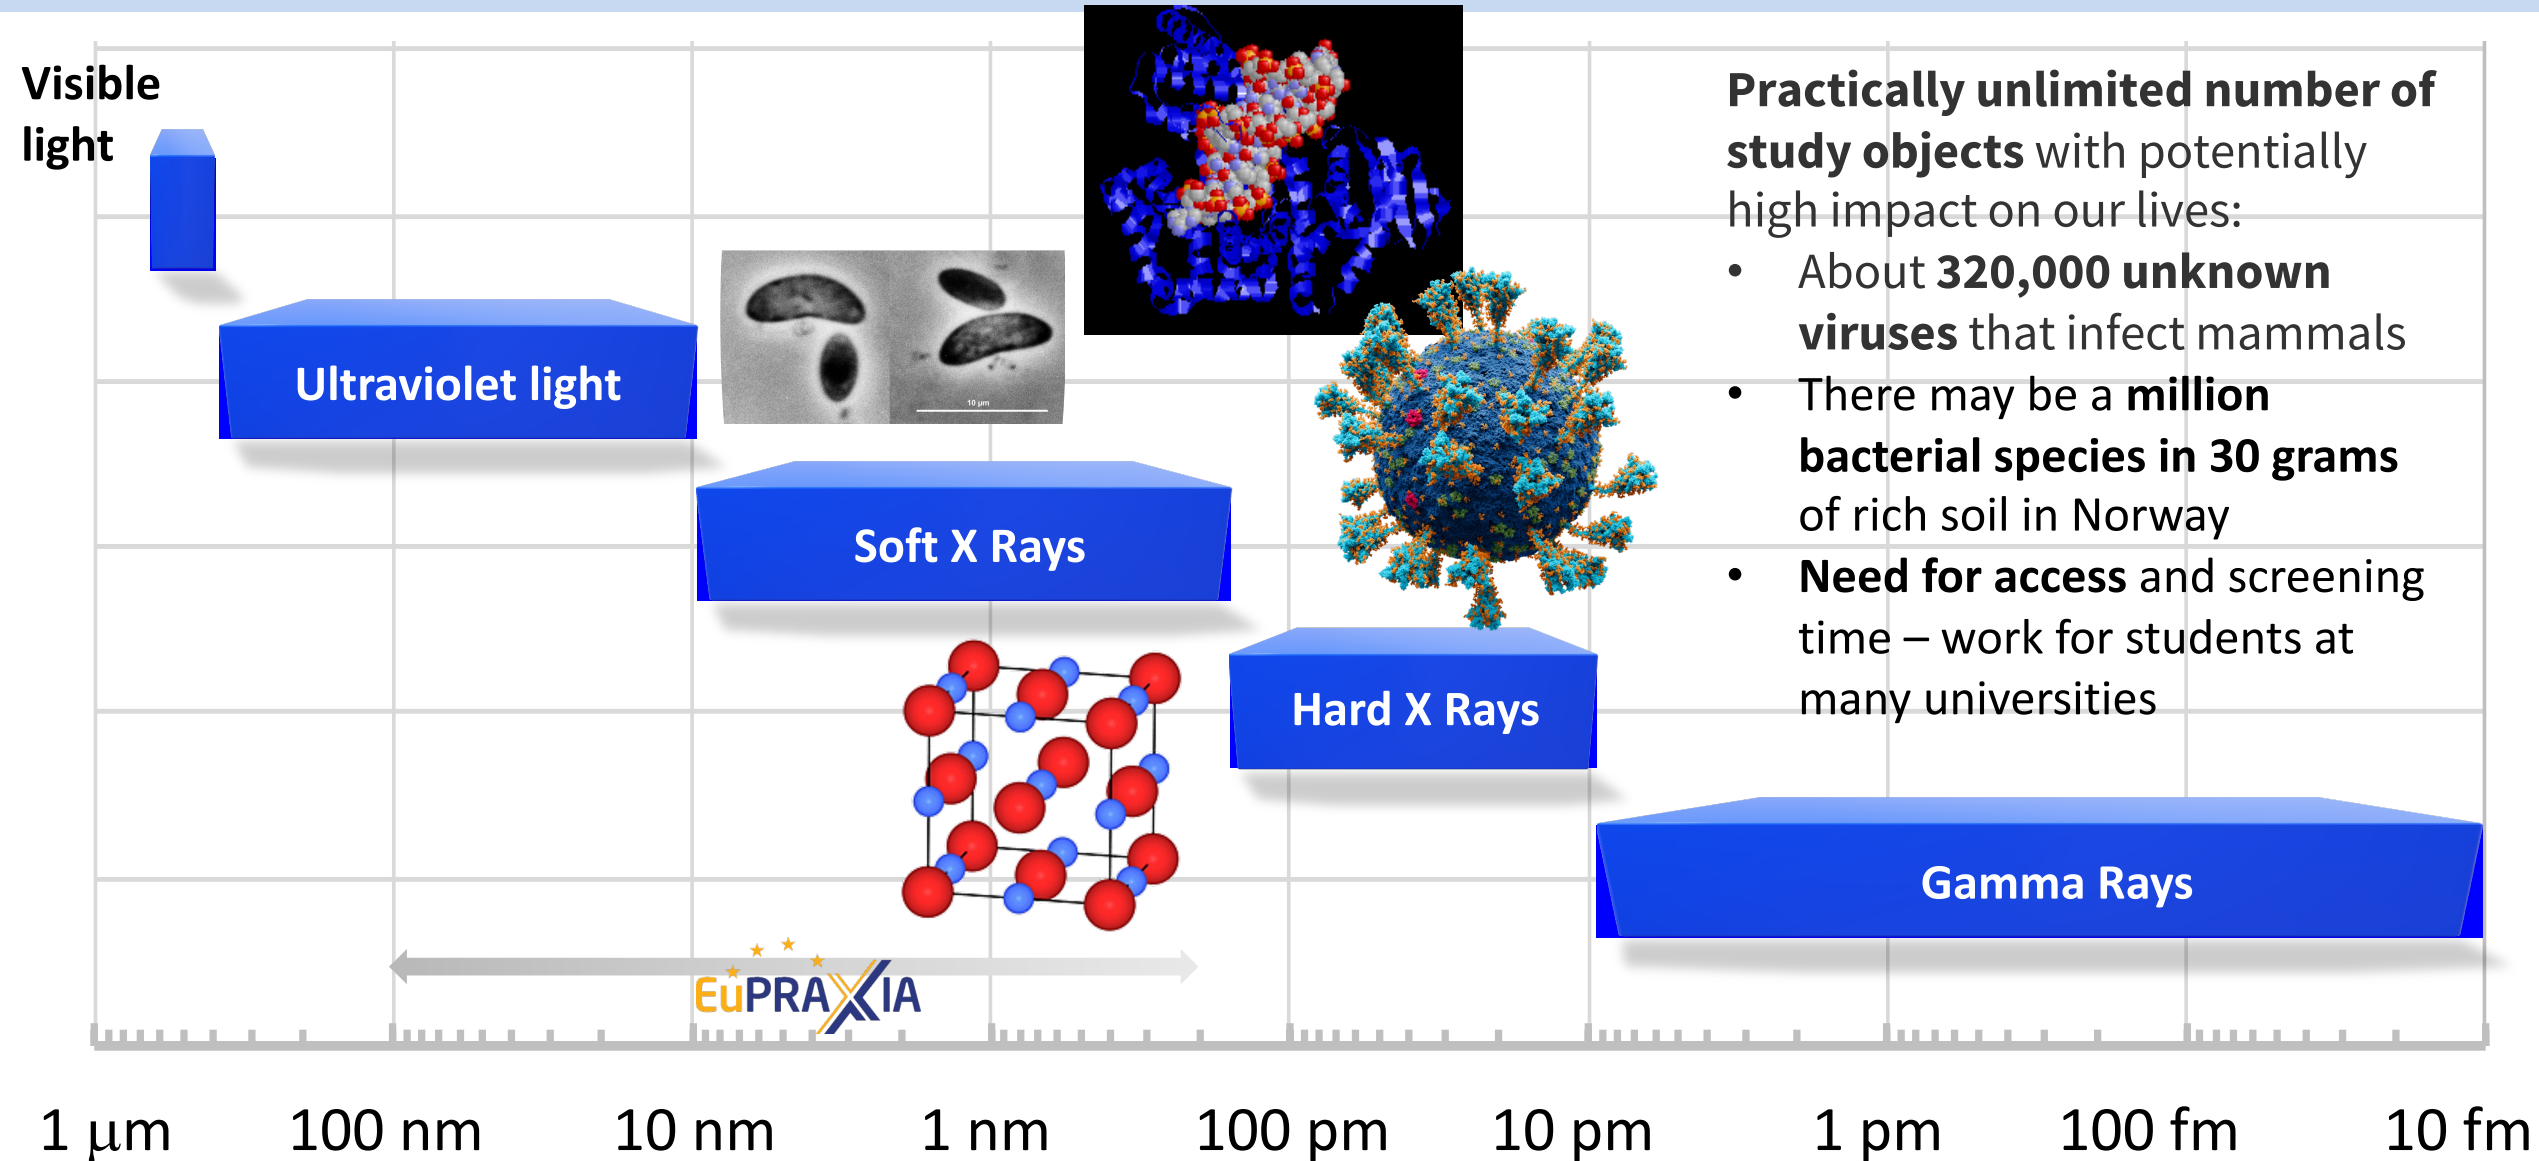 Visible
light
Practically unlimited number of
study objects with potentially
high impact on our lives:
• About 320,000 unknown
viruses that infect mammals
• There may be a million
bacterial species in 30 grams
of rich soil in Norway
• Need for access and screening
time – work for students at
many universities
Ultraviolet light
10 μm
Soft X Rays
Hard X Rays
Gamma Rays
EuPRAXIA
1 μm 100 nm 10 nm 1 nm 100 pm 10 pm 1 pm 100 fm 10 fm